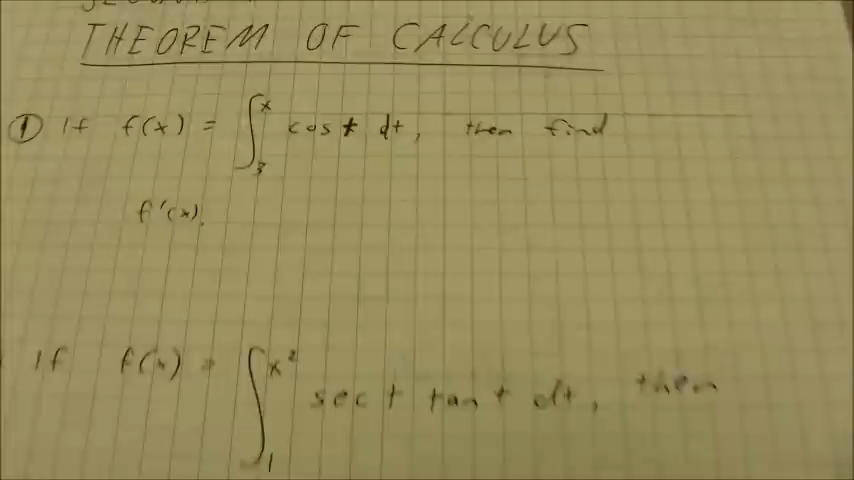 THEOREM OF CALCULUS
① If f(x) = ∫₃ˣ cos t dt, then find
f'(x).
If f(x) = ∫₁^x² sec t tan t dt, then